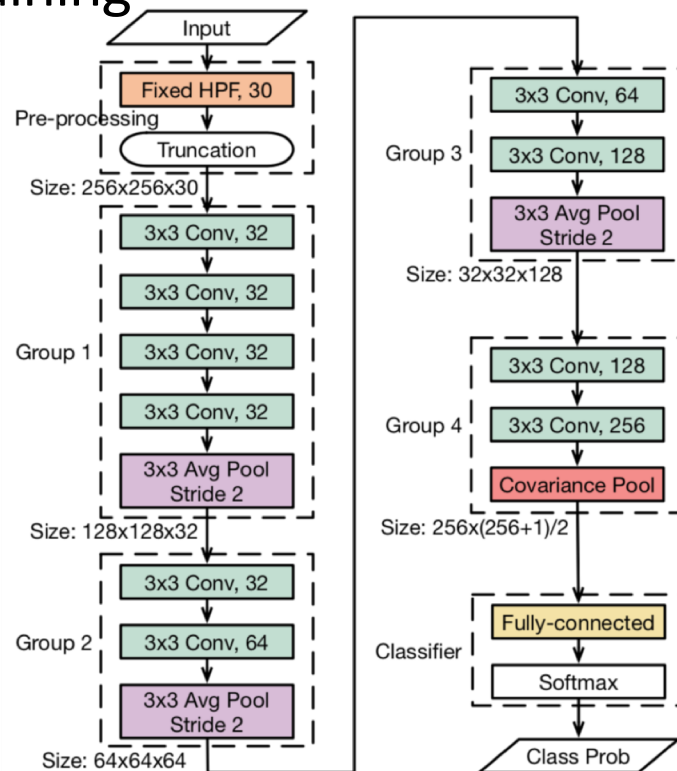 Input
Fixed HPF, 30
Pre-processing
Truncation
Size: 256x256x30
3x3 Conv, 32
3x3 Conv, 32
Group 1
3x3 Conv, 32
3x3 Conv, 32
3x3 Avg Pool
Stride 2
Size: 128x128x32
3x3 Conv, 32
Group 2
3x3 Conv, 64
3x3 Avg Pool
Stride 2
Size: 64x64x64
3x3 Conv, 64
Group 3
3x3 Conv, 128
3x3 Avg Pool
Stride 2
Size: 32x32x128
3x3 Conv, 128
Group 4
3x3 Conv, 256
Covariance Pool
Size: 256x(256+1)/2
Fully-connected
Classifier
Softmax
Class Prob